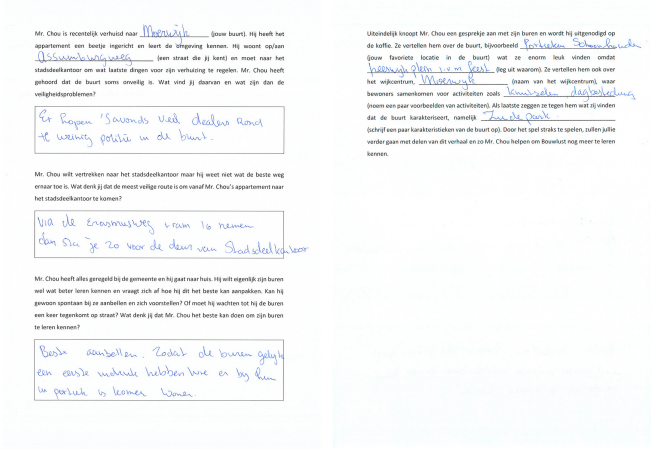 Mr. Chou is recentelijk verhuisd naar Moerwijk (jouw buurt). Hij heeft het
appartement een beetje ingericht en leert de omgeving kennen. Hij woont op/aan
Assumburgweg (een straat die jij kent) en moet naar het
stadsdeelkantoor om wat laatste dingen voor zijn verhuizing te regelen. Mr. Chou heeft
gehoord dat de buurt soms onveilig is. Wat vind jij daarvan en wat zijn dan de
veiligheidsproblemen?
Er lopen 's avonds veel dealers rond
te weinig politie in de buurt.
Mr. Chou wilt vertrekken naar het stadsdeelkantoor maar hij weet niet wat de beste weg
ernaar toe is. Wat denk jij dat de meest veilige route is om vanaf Mr. Chou's appartement naar
het stadsdeelkantoor te komen?
via de Erasmusweg tram 16 nemen
dan sta je zo voor de deur van Stadsdeelkantoor
Mr. Chou heeft alles geregeld bij de gemeente en hij gaat naar huis. Hij wil eigenlijk zijn buren
wel wat beter leren kennen en vraagt zich af hoe hij dit het beste kan aanpakken. Kan hij
gewoon spontaan bij ze aanbellen en zich voorstellen? Of moet hij wachten tot hij de buren
een keer tegenkomt op straat? Wat denk jij dat Mr. Chou het beste kan doen om zijn buren
te leren kennen?
Beste aanbellen. Zodat de buren gelijk
een eerste indruk hebben wie er bij hun
in portiek is komen wonen.
Uiteindelijk knoopt Mr. Chou een gesprekje aan met zijn buren en wordt hij uitgenodigd op
de koffie. Ze vertellen hem over de buurt, bijvoorbeeld
(jouw favoriete locatie in de buurt) wat ze enorm leuk vinden omdat
heeswijkplein i.v.m feest (leg uit waarom). Ze vertellen hem ook over
het wijkcentrum, Moerwijk (naam van het wijkcentrum), waar
bewoners samenkomen voor activiteiten zoals knutselen, dagbesteding
(noem een paar voorbeelden van activiteiten). Als laatste zeggen ze tegen hem wat zij vinden
dat de buurt karakteriseert, namelijk Zuiderpark
(schrijf een paar karakteristieken van de buurt op). Door het spel straks te spelen, zullen jullie
verder gaan met delen van dit verhaal en zo Mr. Chou helpen om Bouwlust nog meer te leren
kennen.